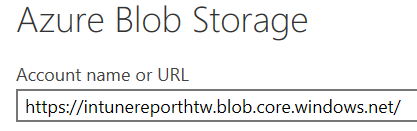 Azure Blob Storage
Account name or URL
https://intunereporthtw.blob.core.windows.net/